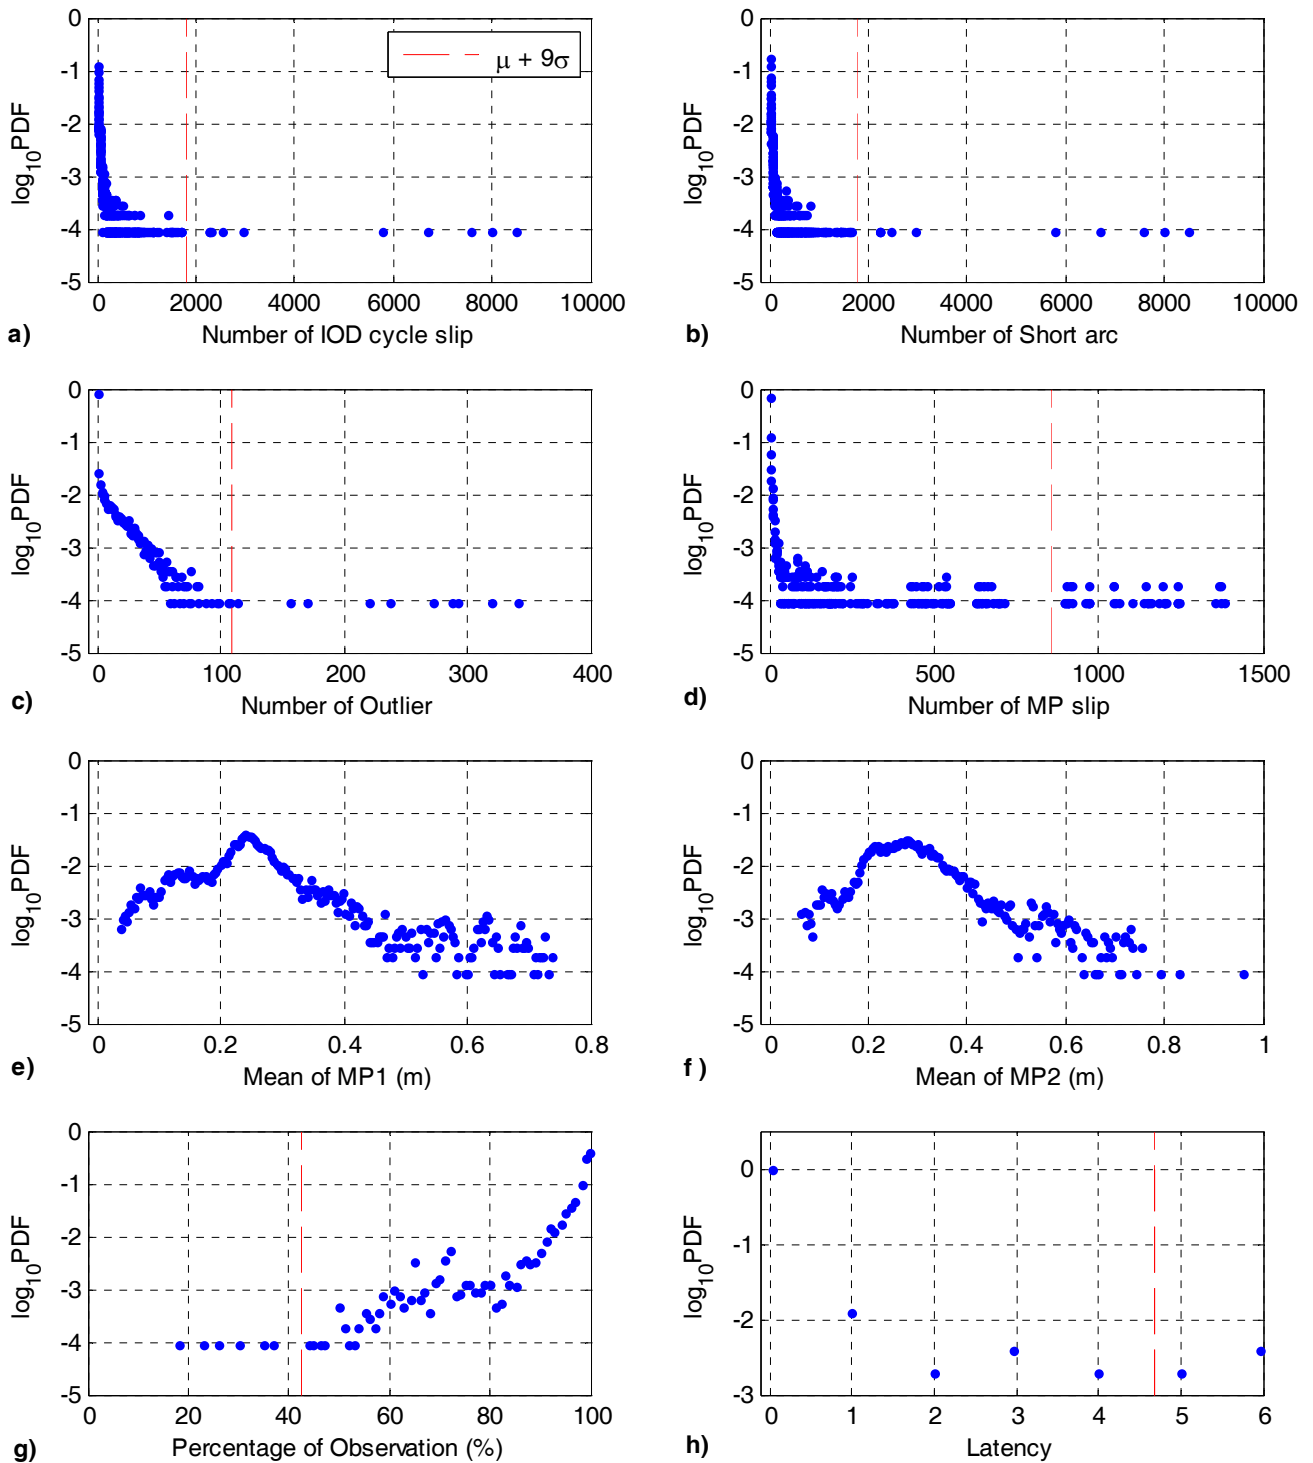 0
-1
-2
-3
-4
-5
log10PDF
μ + 9σ
0 2000 4000 6000 8000 10000
Number of IOD cycle slip
a)
0
-1
-2
-3
-4
-5
log10PDF
0 2000 4000 6000 8000 10000
Number of Short arc
b)
0
-1
-2
-3
-4
-5
log10PDF
0 100 200 300 400
Number of Outlier
c)
0
-1
-2
-3
-4
-5
log10PDF
0 500 1000 1500
Number of MP slip
d)
0
-1
-2
-3
-4
-5
log10PDF
0 0.2 0.4 0.6 0.8
Mean of MP1 (m)
e)
0
-1
-2
-3
-4
-5
log10PDF
0 0.2 0.4 0.6 0.8 1
Mean of MP2 (m)
f )
0
-1
-2
-3
-4
-5
log10PDF
0 20 40 60 80 100
Percentage of Observation (%)
g)
0
-1
-2
-3
log10PDF
0 1 2 3 4 5 6
Latency
h)